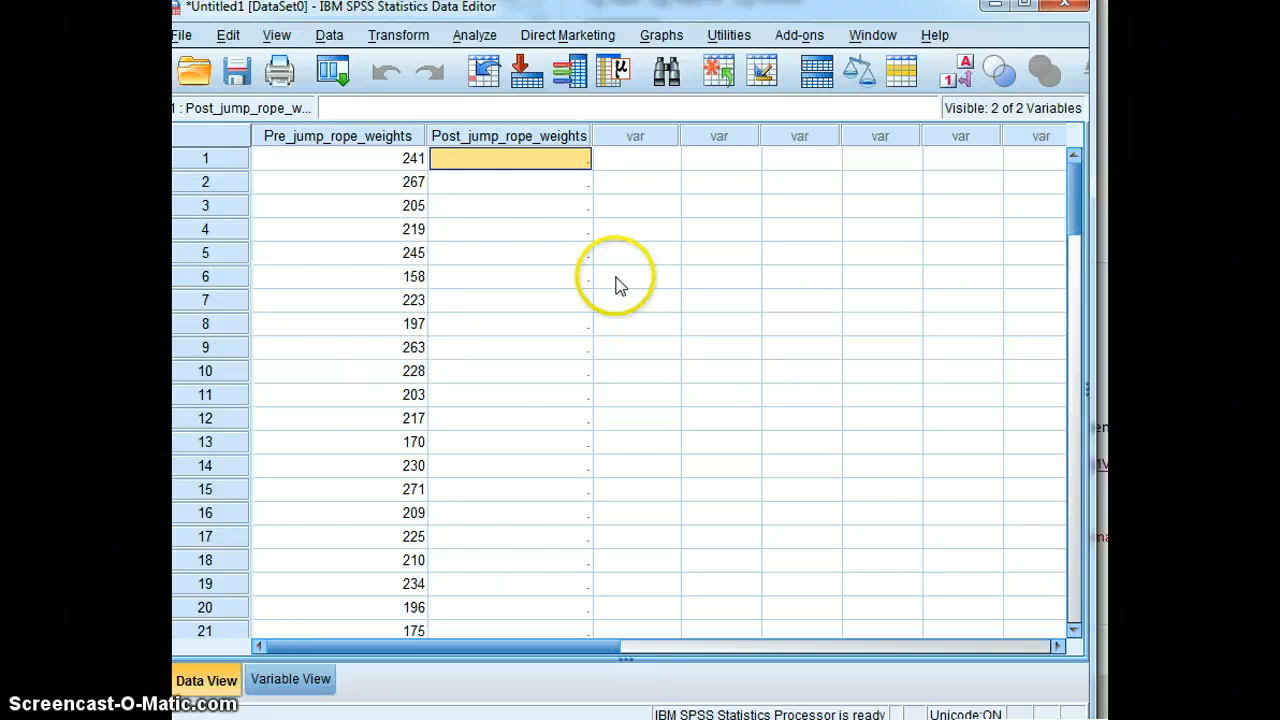 *Untitled1 [DataSet0] - IBM SPSS Statistics Data Editor
File Edit View Data Transform Analyze Direct Marketing Graphs Utilities Add-ons Window Help
1 : Post_jump_rope_w... Visible: 2 of 2 Variables
Pre_jump_rope_weights Post_jump_rope_weights var var var var var var
1 241 .
2 267 .
3 205 .
4 219 .
5 245 .
6 158 .
7 223 .
8 197 .
9 263 .
10 228 .
11 203 .
12 217 .
13 170 .
14 230 .
15 271 .
16 209 .
17 225 .
18 210 .
19 234 .
20 196 .
21 175 .
Data View Variable View
IBM SPSS Statistics Processor is ready Unicode:ON
Screencast-O-Matic.com